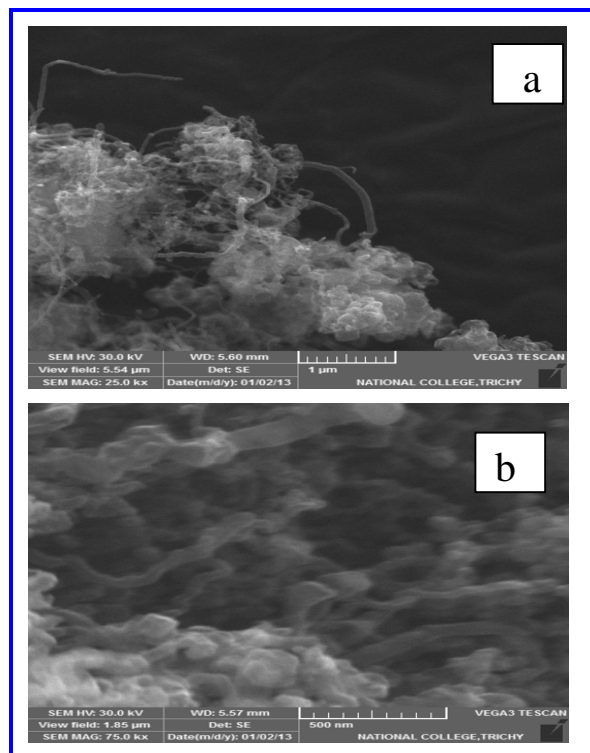 a
SEM HV: 30.0 kV WD: 5.60 mm VEGA3 TESCAN
View field: 5.54 µm Det: SE 1 µm
SEM MAG: 25.0 kx Date(m/d/y): 01/02/13 NATIONAL COLLEGE,TRICHY
b
SEM HV: 30.0 kV WD: 5.57 mm VEGA3 TESCAN
View field: 1.85 µm Det: SE 500 nm
SEM MAG: 75.0 kx Date(m/d/y): 01/02/13 NATIONAL COLLEGE,TRICHY